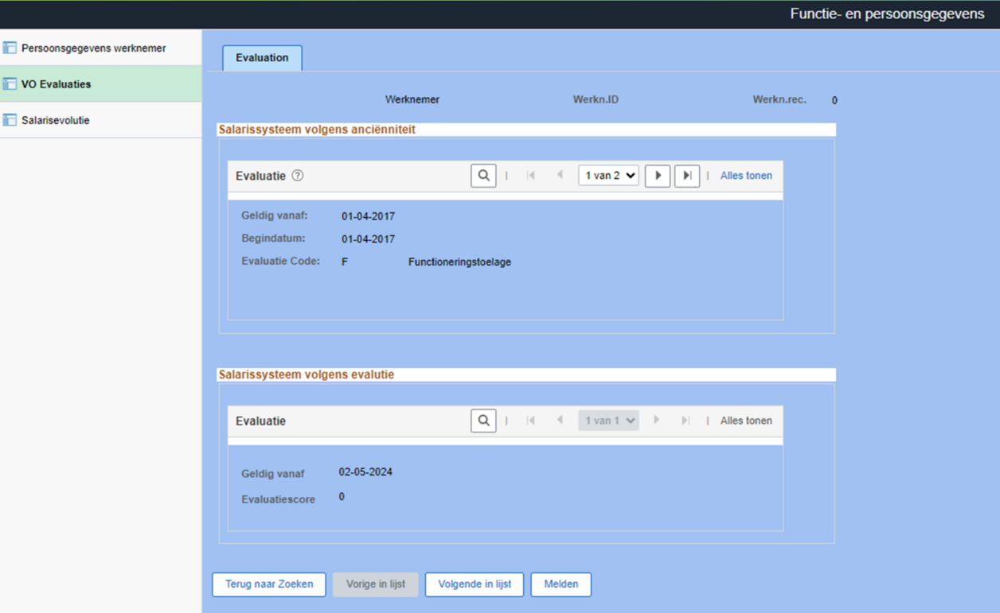 Functie- en persoonsgegevens
Persoonsgegevens werknemer
VO Evaluaties
Salarisevolutie
Evaluation
Werknemer Werkn.ID Werkn.rec. 0
Salarissysteem volgens anciënniteit
Evaluatie ? | 1 van 2 | Alles tonen
Geldig vanaf: 01-04-2017
Begindatum: 01-04-2017
Evaluatie Code: F Functioneringstoelage
Salarissysteem volgens evalutie
Evaluatie | 1 van 1 | Alles tonen
Geldig vanaf 02-05-2024
Evaluatiescore 0
Terug naar Zoeken Vorige in lijst Volgende in lijst Melden